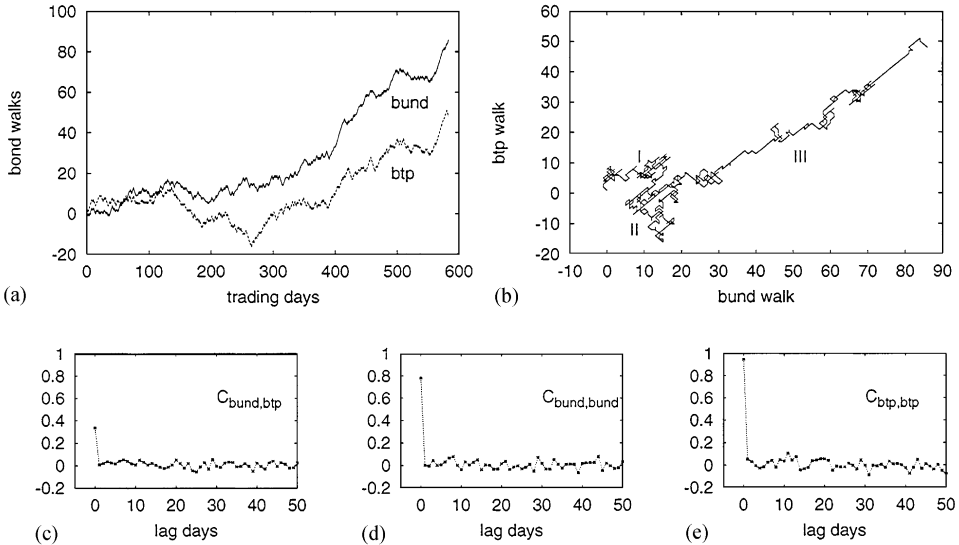 100
80
60
40
20
0
-20
0 100 200 300 400 500 600
bond walks
trading days
bund
btp
(a)
60
50
40
30
20
10
0
-10
-20
-10 0 10 20 30 40 50 60 70 80 90
btp walk
bund walk
I
II
III
(b)
1
0.8
0.6
0.4
0.2
0
-0.2
0 10 20 30 40 50
Cbund,btp
lag days
(c)
1
0.8
0.6
0.4
0.2
0
-0.2
0 10 20 30 40 50
Cbund,bund
lag days
(d)
1
0.8
0.6
0.4
0.2
0
-0.2
0 10 20 30 40 50
Cbtp,btp
lag days
(e)